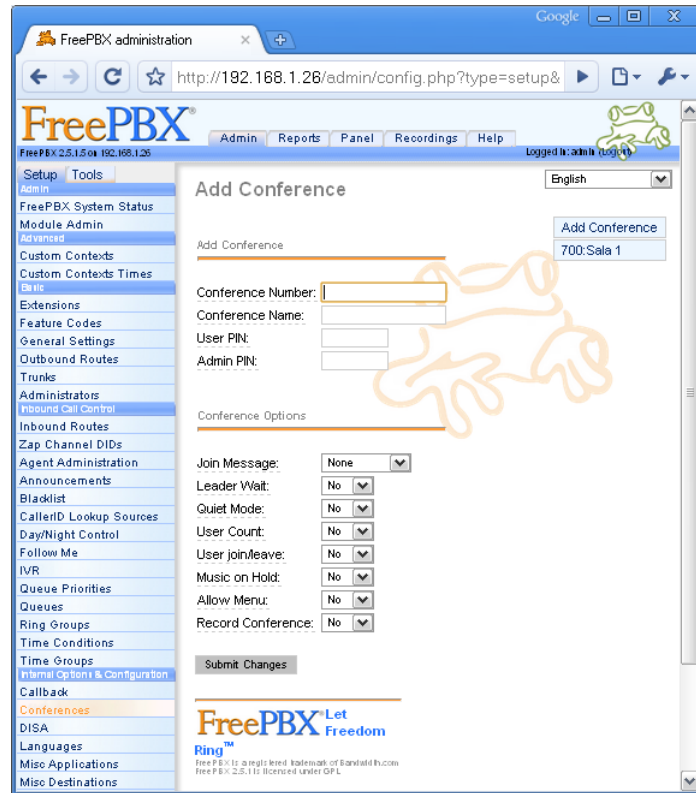 Google
FreePBX administration
http://192.168.1.26/admin/config.php?type=setup&
FreePBX®
Admin Reports Panel Recordings Help
FreePBX 2.5.1.5 on 192.168.1.26
Logged in: admin (Logout)
Setup Tools
English
Admin
FreePBX System Status
Module Admin
Advanced
Custom Contexts
Custom Contexts Times
Basic
Extensions
Feature Codes
General Settings
Outbound Routes
Trunks
Administrators
Inbound Call Control
Inbound Routes
Zap Channel DIDs
Agent Administration
Announcements
Blacklist
CallerID Lookup Sources
Day/Night Control
Follow Me
IVR
Queue Priorities
Queues
Ring Groups
Time Conditions
Time Groups
Internal Options & Configuration
Callback
Conferences
DISA
Languages
Misc Applications
Misc Destinations
Add Conference
Add Conference
700:Sala 1
Add Conference
Conference Number:
Conference Name:
User PIN:
Admin PIN:
Conference Options
Join Message: None
Leader Wait: No
Quiet Mode: No
User Count: No
User join/leave: No
Music on Hold: No
Allow Menu: No
Record Conference: No
Submit Changes
FreePBX® Let Freedom Ring™
FreePBX is a registered trademark of Bandwidth.com
FreePBX 2.5.1 is licensed under GPL